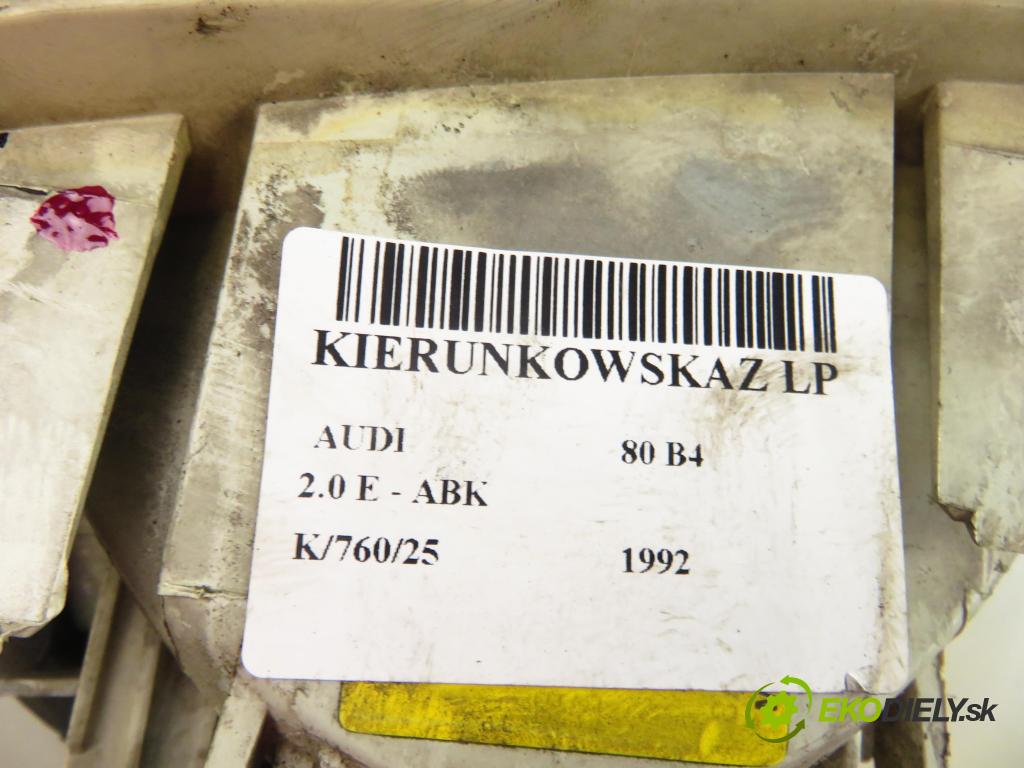 KIERUNKOWSKAZ LP
AUDI 80 B4
2.0 E - ABK
K/760/25 1992
EKODIELY.sk